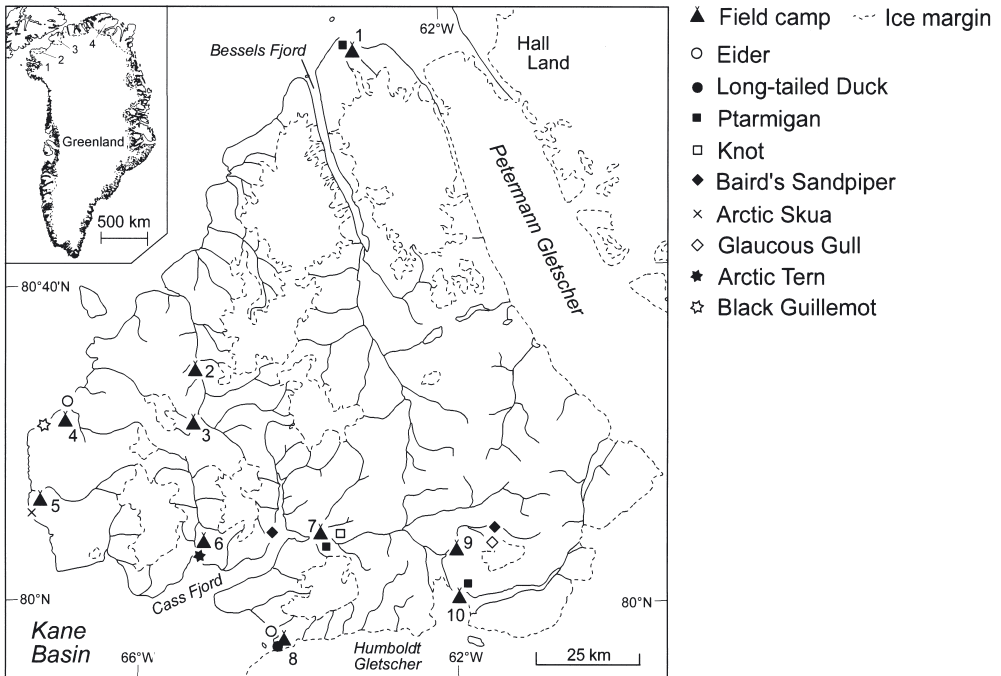 3
4
2
1
Greenland
500 km
Bessels Fjord
1
62°W
Hall
Land
Petermann Gletscher
80°40'N
2
3
4
5
6
7
9
10
8
Cass Fjord
80°N
80°N
Kane
Basin
66°W
Humboldt
Gletscher
62°W
25 km
Field camp
Ice margin
Eider
Long-tailed Duck
Ptarmigan
Knot
Baird's Sandpiper
Arctic Skua
Glaucous Gull
Arctic Tern
Black Guillemot